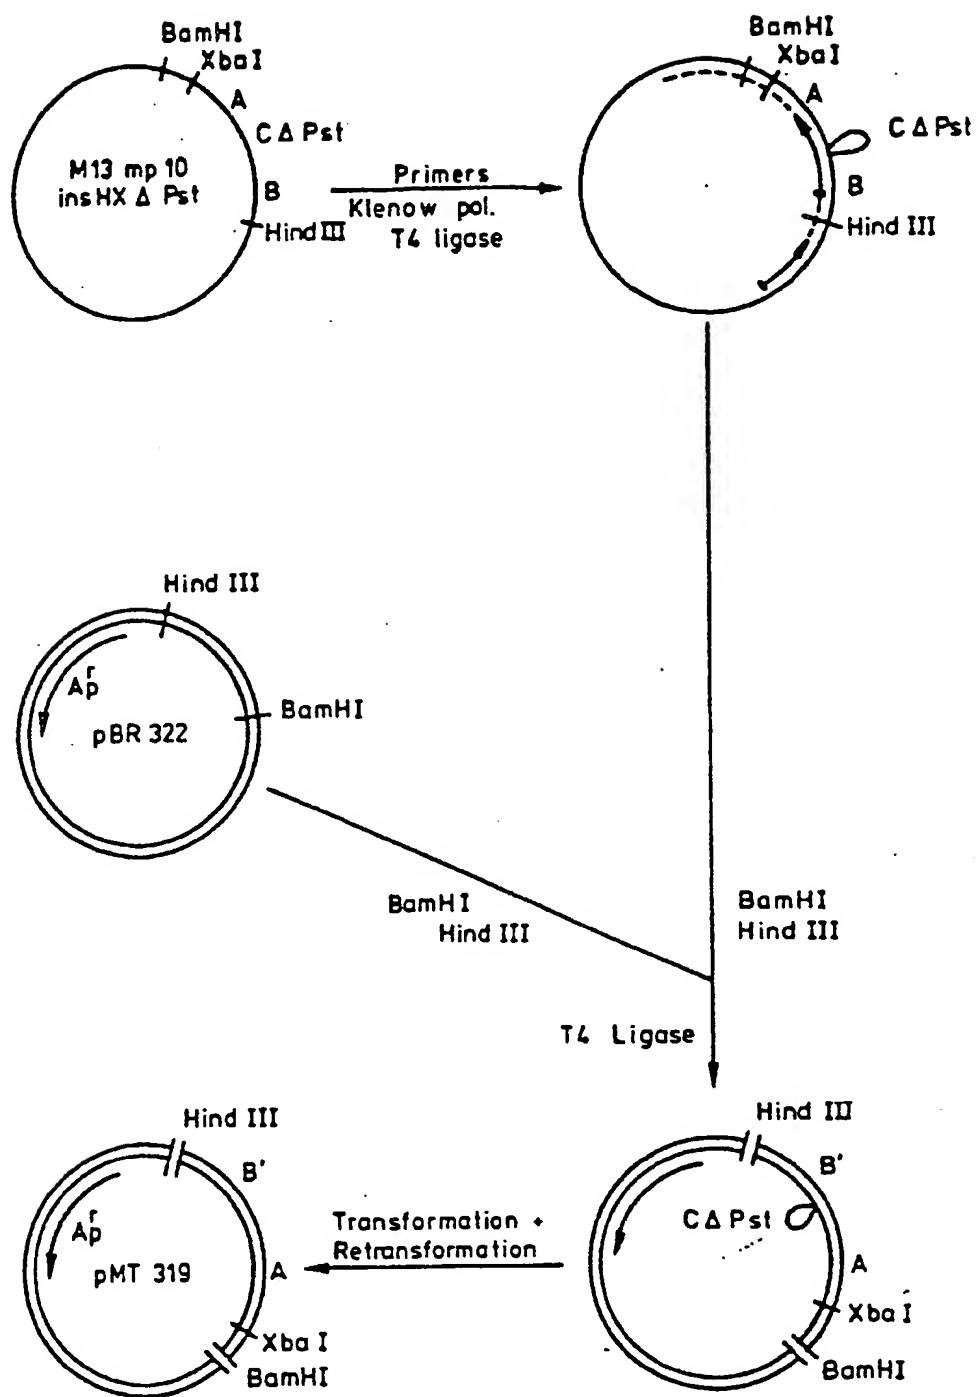 BamHI
XbaI
A
C Δ Pst
M13 mp 10
ins HX Δ Pst
B
Hind III
Primers
Klenow pol.
T4 ligase
BamHI
XbaI
A
C Δ Pst
B
Hind III
Hind III
Apʳ
BamHI
pBR 322
BamHI
Hind III
BamHI
Hind III
T4 Ligase
Hind III
B'
Apʳ
pMT 319
A
Xba I
BamHI
Transformation +
Retransformation
Hind III
B'
C Δ Pst
A
Xba I
BamHI